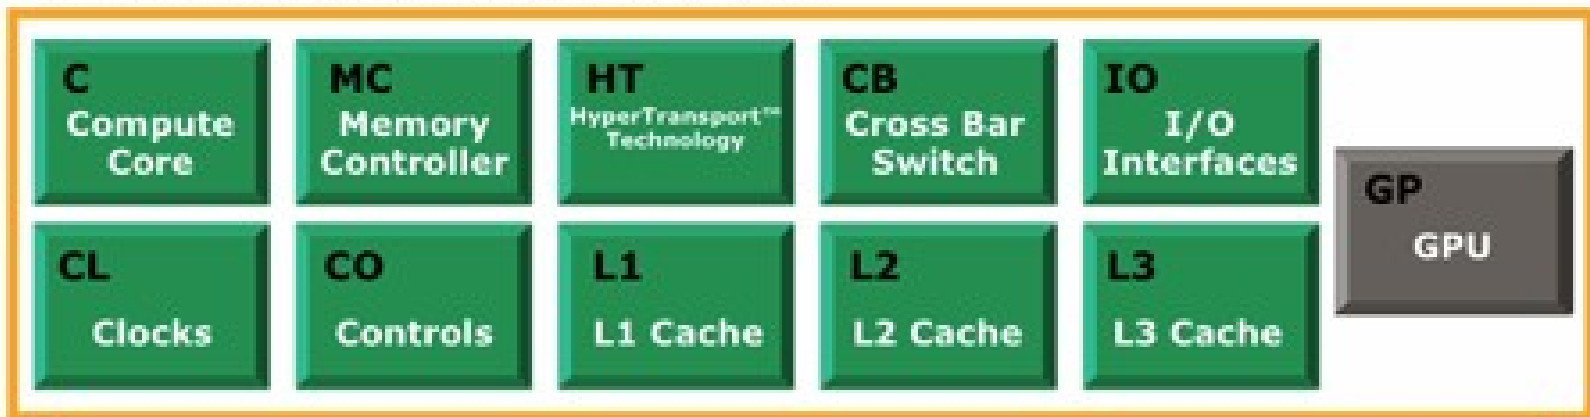 C
Compute
Core
MC
Memory
Controller
HT
HyperTransport™
Technology
CB
Cross Bar
Switch
IO
I/O
Interfaces
GP
GPU
CL
Clocks
CO
Controls
L1
L1 Cache
L2
L2 Cache
L3
L3 Cache